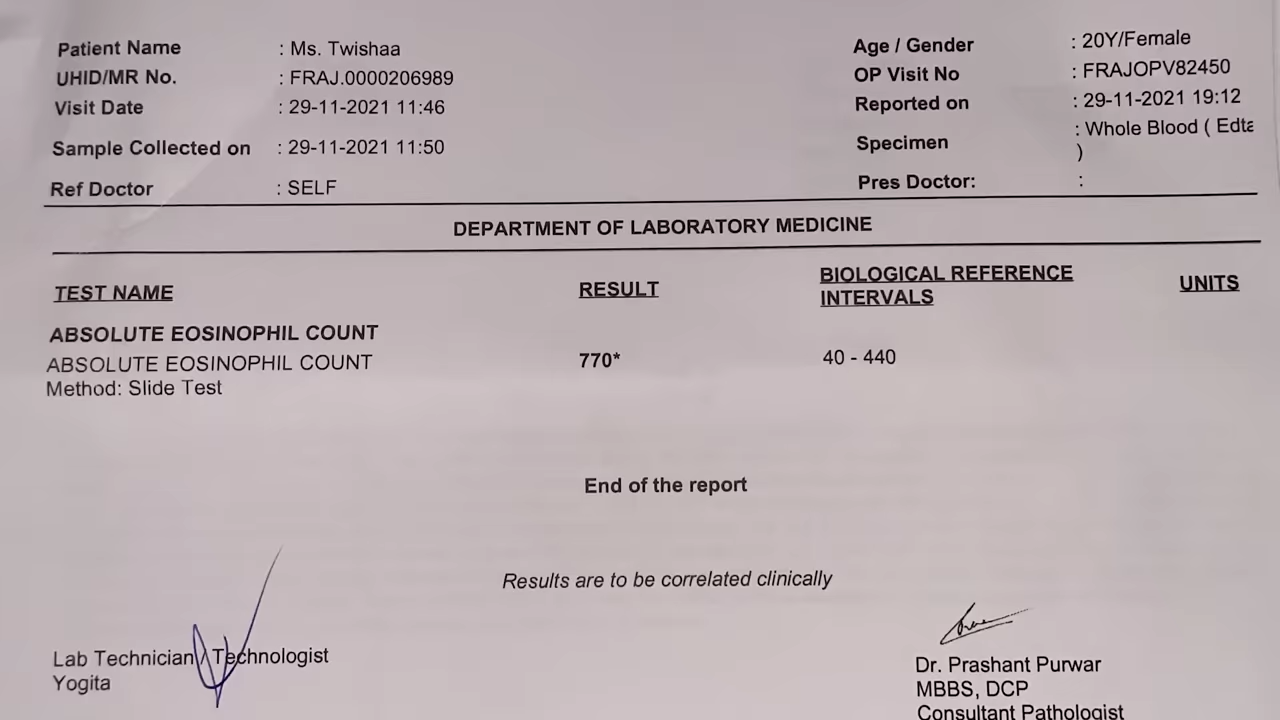 Patient Name : Ms. Twishaa Age / Gender : 20Y/Female
UHID/MR No. : FRAJ.0000206989 OP Visit No : FRAJOPV82450
Visit Date : 29-11-2021 11:46 Reported on : 29-11-2021 19:12
Sample Collected on : 29-11-2021 11:50 Specimen : Whole Blood ( Edta
)
Ref Doctor : SELF Pres Doctor: :
DEPARTMENT OF LABORATORY MEDICINE
TEST NAME RESULT BIOLOGICAL REFERENCE INTERVALS UNITS
ABSOLUTE EOSINOPHIL COUNT
ABSOLUTE EOSINOPHIL COUNT 770* 40 - 440
Method: Slide Test
End of the report
Results are to be correlated clinically
Lab Technician / Technologist
Yogita
Dr. Prashant Purwar
MBBS, DCP
Consultant Pathologist